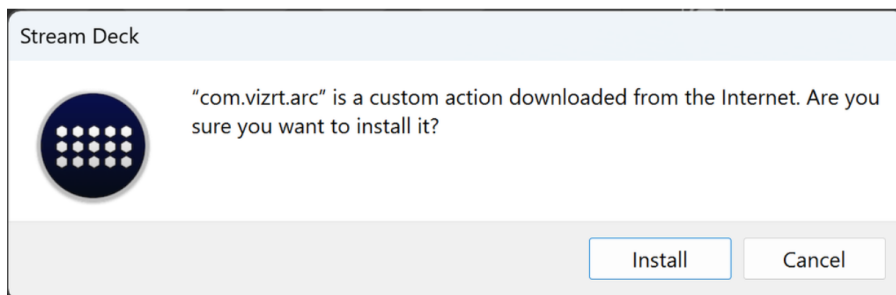 Stream Deck
“com.vizrt.arc” is a custom action downloaded from the Internet. Are you
sure you want to install it?
Install
Cancel